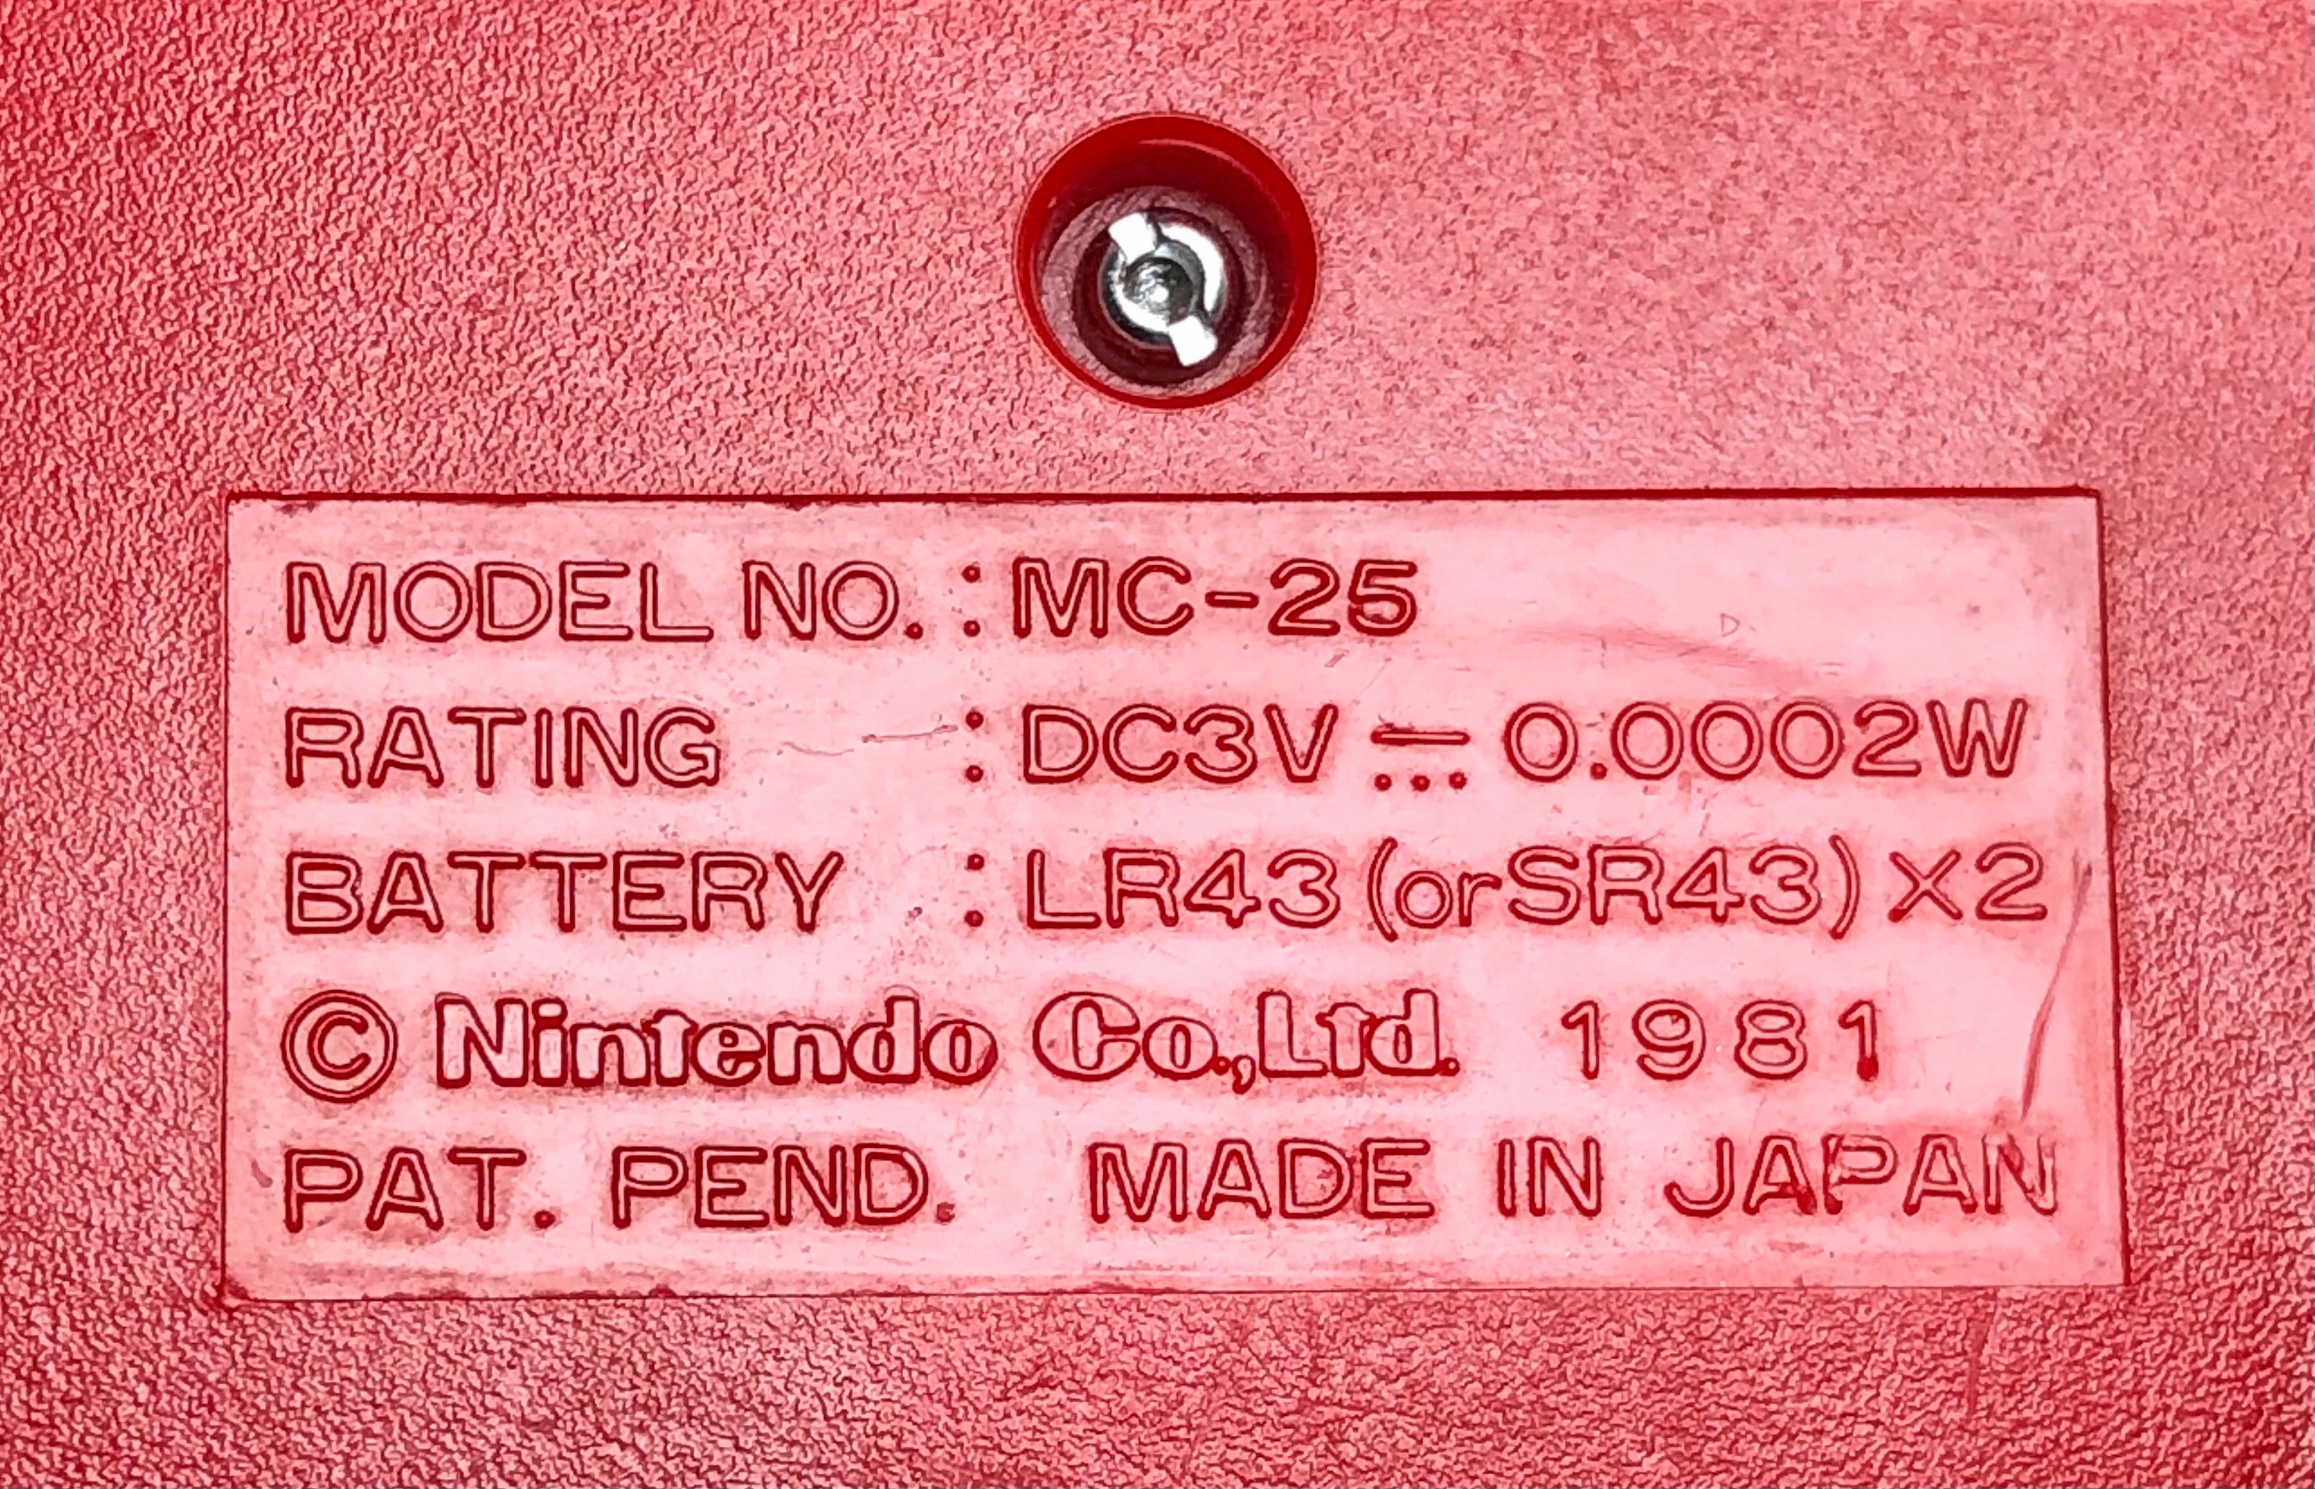 MODEL NO. : MC-25
RATING : DC3V ⎓ 0.0002W
BATTERY : LR43 (or SR43) X2
© Nintendo Co.,Ltd. 1981
PAT. PEND. MADE IN JAPAN